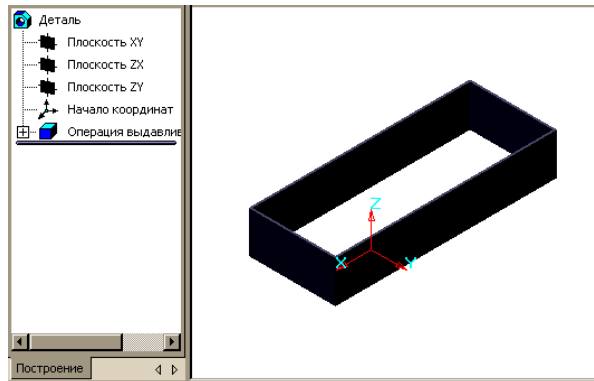 Деталь
Плоскость XY
Плоскость ZX
Плоскость ZY
Начало координат
Операция выдавлив
Построение
Z
X
Y